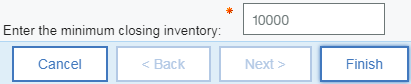 * 10000
Enter the minimum closing inventory:
Cancel < Back Next > Finish